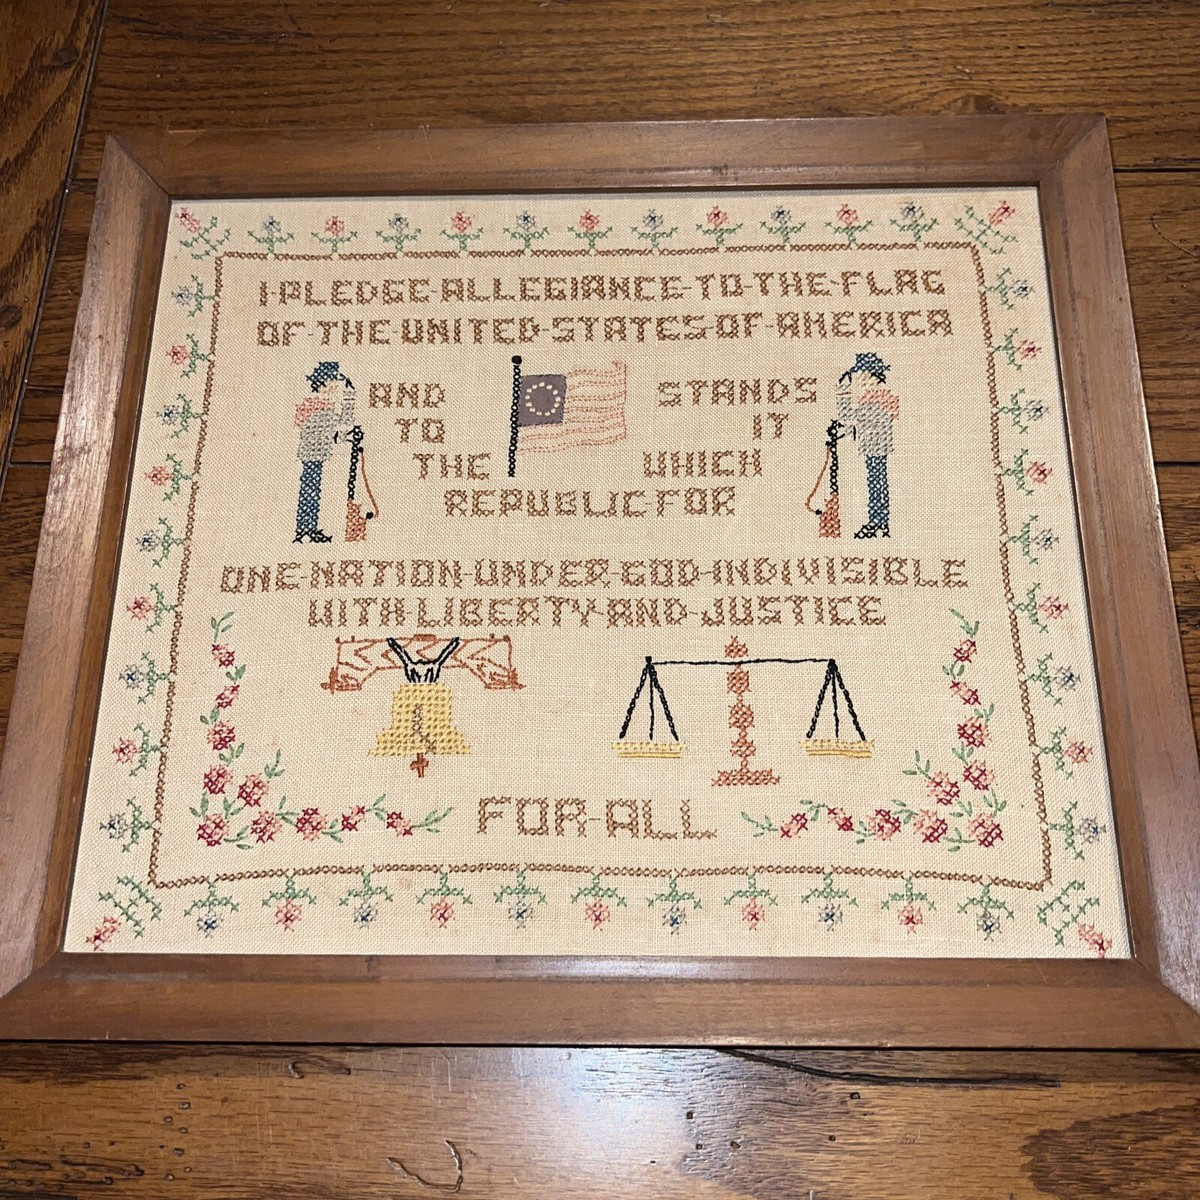 I-PLEDGE-ALLEGIANCE-TO-THE-FLAG
OF-THE-UNITED-STATES-OF-AMERICA
AND
TO
THE
REPUBLIC-FOR
WHICH
IT
STANDS
ONE-NATION-UNDER-GOD-INDIVISIBLE
WITH-LIBERTY-AND-JUSTICE
FOR-ALL